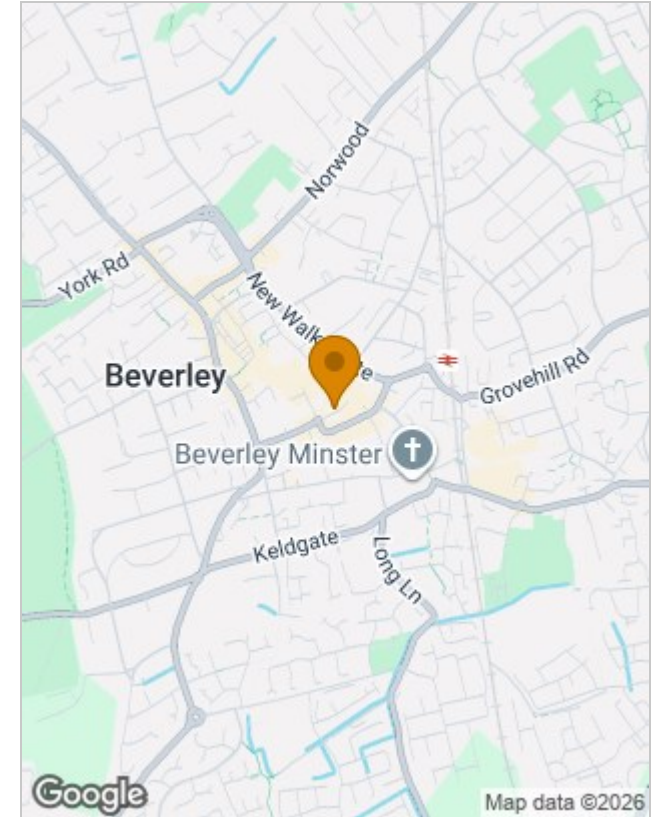 Norwood
York Rd
New Walk
Beverley
Grovehill Rd
Beverley Minster
Keldgate
Long Ln
Google
Map data ©2026